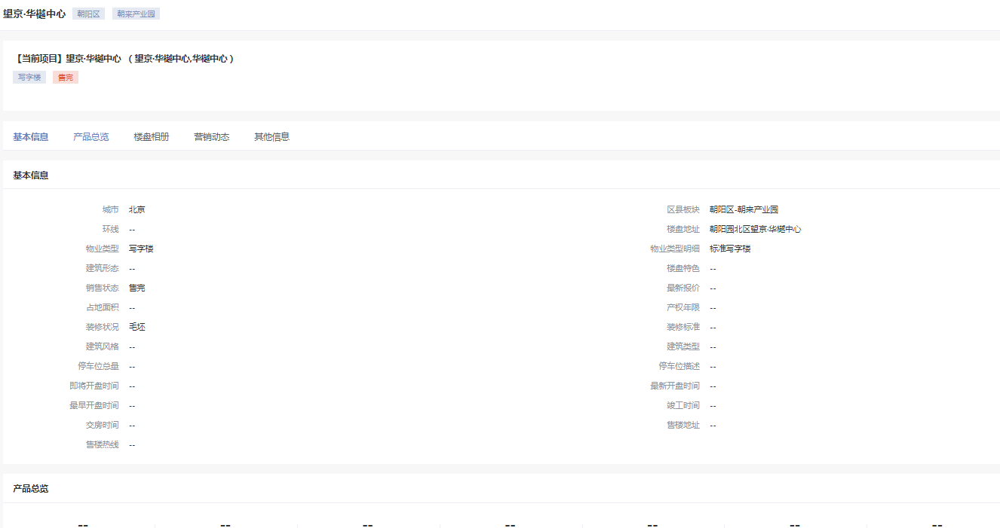 望京·华樾中心 朝阳区 朝来产业园
【当前项目】望京·华樾中心 （ 望京·华樾中心,华樾中心 ）
写字楼 售完
基本信息 产品总览 楼盘相册 营销动态 其他信息
基本信息
城市 北京 区县板块 朝阳区-朝来产业园
环线 -- 楼盘地址 朝阳园北区望京·华樾中心
物业类型 写字楼 物业类型明细 标准写字楼
建筑形态 -- 楼盘特色 --
销售状态 售完 最新报价 --
占地面积 -- 产权年限 --
装修状况 毛坯 装修标准 --
建筑风格 -- 建筑类型 --
停车位总量 -- 停车位描述 --
即将开盘时间 -- 最新开盘时间 --
最早开盘时间 -- 竣工时间 --
交房时间 -- 售楼地址 --
售楼热线 --
产品总览
-- -- -- -- -- -- --